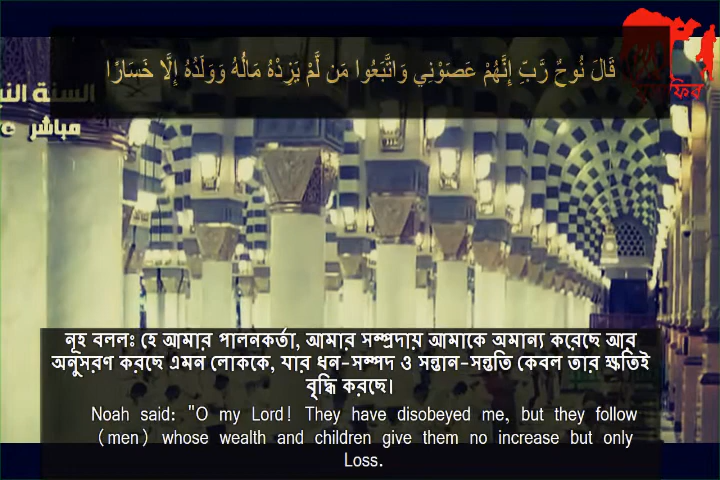 قَالَ نُوحٌ رَّبِّ إِنَّهُمْ عَصَوْنِي وَاتَّبَعُوا مَن لَّمْ يَزِدْهُ مَالُهُ وَوَلَدُهُ إِلَّا خَسَارًا
السنة الن
مباشر
নূহ বললঃ হে আমার পালনকর্তা, আমার সম্প্রদায় আমাকে অমান্য করেছে আর
অনুসরণ করছে এমন লোককে, যার ধন-সম্পদ ও সন্তান-সন্ততি কেবল তার ক্ষতিই
বৃদ্ধি করছে।
Noah said: "O my Lord! They have disobeyed me, but they follow
(men) whose wealth and children give them no increase but only
Loss.